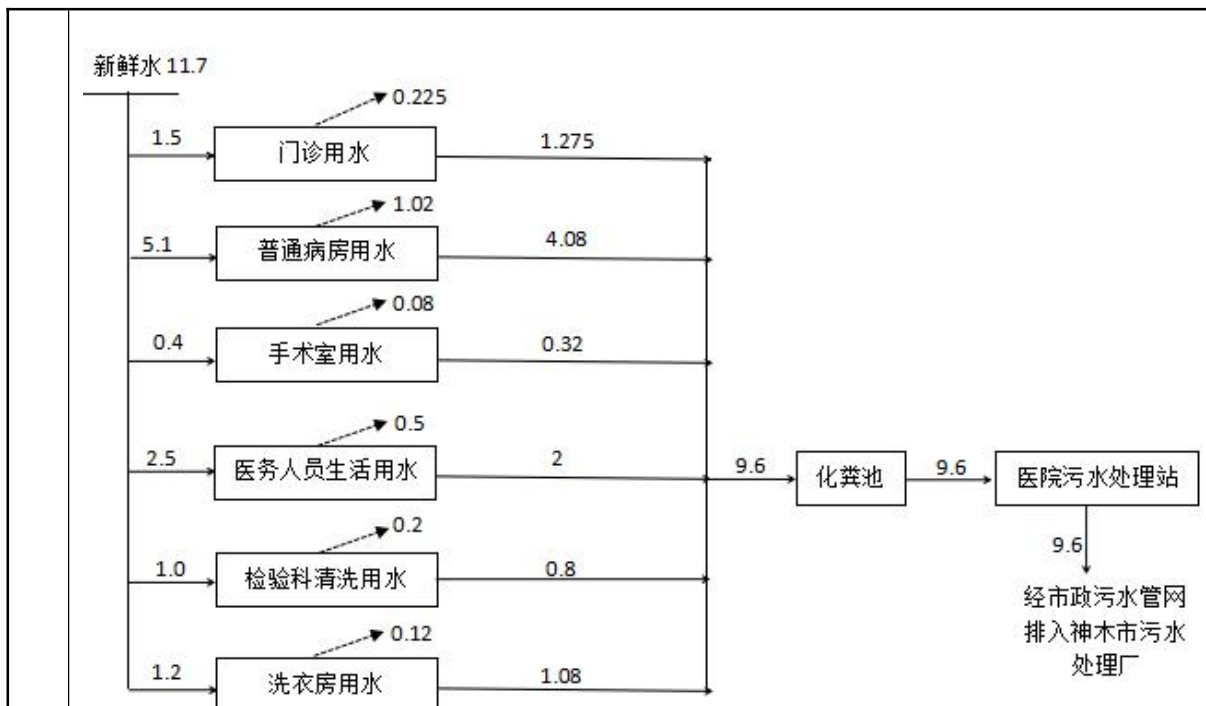 新鲜水 11.7
0.225
1.5
门诊用水
1.275
1.02
5.1
普通病房用水
4.08
0.08
0.4
手术室用水
0.32
0.5
2.5
医务人员生活用水
2
9.6
化粪池
9.6
医院污水处理站
0.2
9.6
1.0
检验科清洗用水
0.8
经市政污水管网
排入神木市污水
处理厂
0.12
1.2
洗衣房用水
1.08